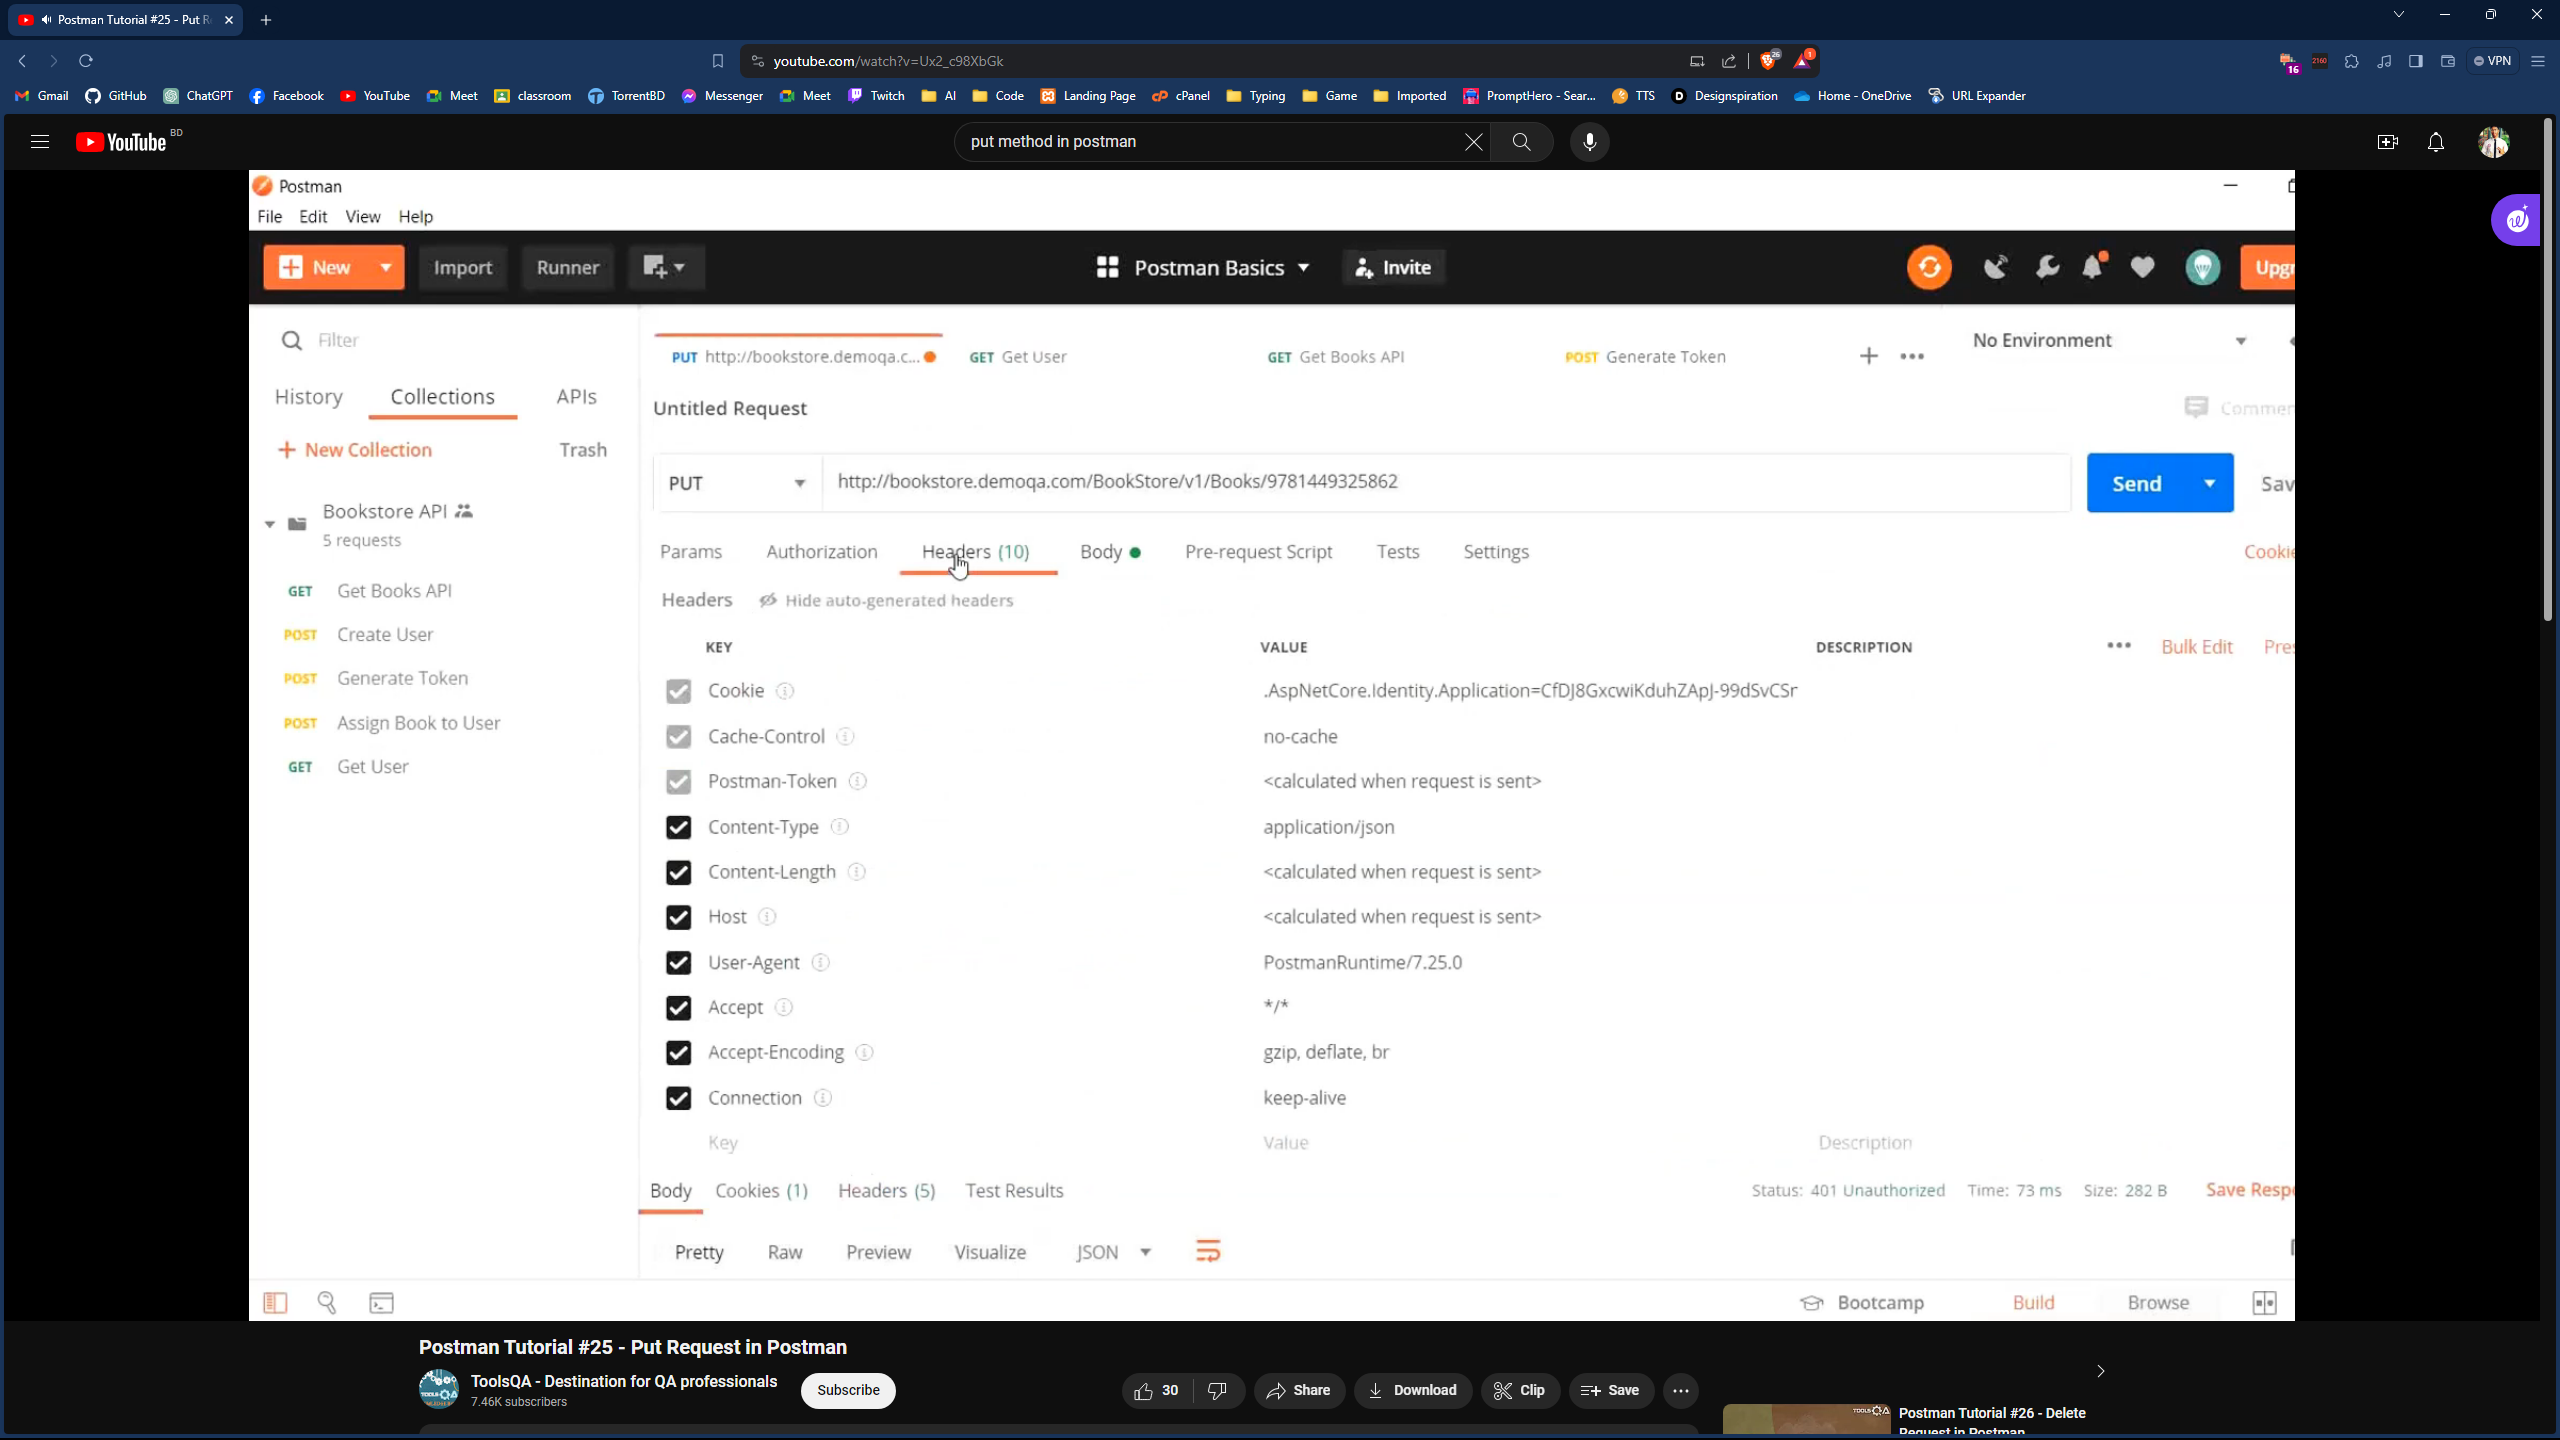 Postman Tutorial #25 - Put R
youtube.com/watch?v=Ux2_c98XbGk
26
1
16
2160
VPN
Gmail GitHub ChatGPT Facebook YouTube Meet classroom TorrentBD Messenger Meet Twitch AI Code Landing Page cPanel Typing Game Imported PromptHero - Sear... TTS Designspiration Home - OneDrive URL Expander
YouTube BD
put method in postman
Postman
File Edit View Help
New Import Runner Postman Basics Invite Upgr
Filter
PUT http://bookstore.demoqa.c... GET Get User GET Get Books API POST Generate Token
No Environment
History Collections APIs
Untitled Request
Commen
New Collection Trash
PUT http://bookstore.demoqa.com/BookStore/v1/Books/9781449325862 Send Sav
Bookstore API
5 requests
Params Authorization Headers (10) Body Pre-request Script Tests Settings Cookie
GET Get Books API
POST Create User
POST Generate Token
POST Assign Book to User
GET Get User
Headers Hide auto-generated headers
KEY VALUE DESCRIPTION Bulk Edit Pres
Cookie .AspNetCore.Identity.Application=CfDJ8GxcwiKduhZApJ-99dSvCSr
Cache-Control no-cache
Postman-Token <calculated when request is sent>
Content-Type application/json
Content-Length <calculated when request is sent>
Host <calculated when request is sent>
User-Agent PostmanRuntime/7.25.0
Accept */*
Accept-Encoding gzip, deflate, br
Connection keep-alive
Key Value Description
Body Cookies (1) Headers (5) Test Results Status: 401 Unauthorized Time: 73 ms Size: 282 B Save Respo
Pretty Raw Preview Visualize JSON
Bootcamp Build Browse
Postman Tutorial #25 - Put Request in Postman
ToolsQA - Destination for QA professionals
7.46K subscribers
Subscribe
30 Share Download Clip Save
TOOLSQA
Postman Tutorial #26 - Delete
Request in Postman